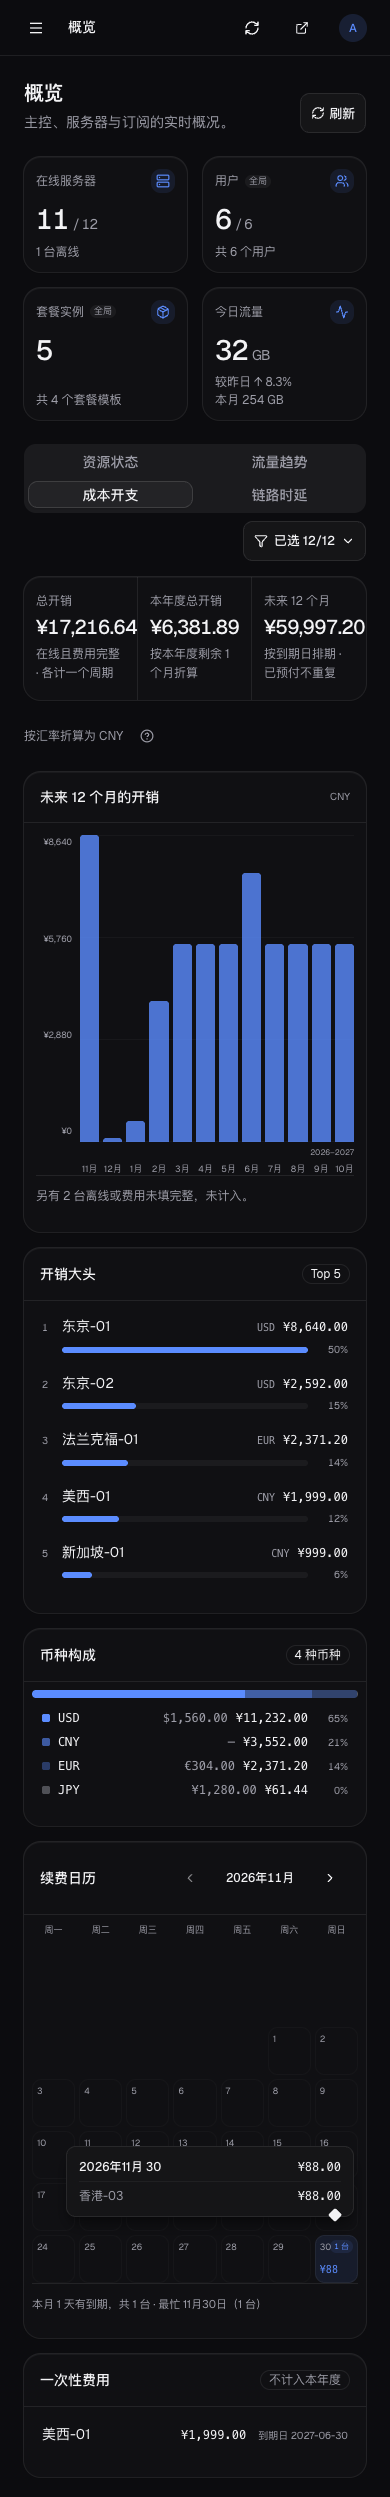 概览
A
概览
刷新
主控、服务器与订阅的实时概况。
在线服务器
11 / 12
1 台离线
用户 全局
6 / 6
共 6 个用户
套餐实例 全局
5
共 4 个套餐模板
今日流量
32 GB
较昨日 ↑ 8.3%
本月 254 GB
资源状态 流量趋势
成本开支 链路时延
已选 12/12
总开销
¥17,216.64
在线且费用完整
· 各计一个周期
本年度总开销
¥6,381.89
按本年度剩余 1
个月折算
未来 12 个月
¥59,997.20
按到期日排期 ·
已预付不重复
按汇率折算为 CNY
未来 12 个月的开销 CNY
¥8,640
¥5,760
¥2,880
¥0
2026–2027
11月 12月 1月 2月 3月 4月 5月 6月 7月 8月 9月 10月
另有 2 台离线或费用未填完整，未计入。
开销大头 Top 5
1 东京-01 USD ¥8,640.00
50%
2 东京-02 USD ¥2,592.00
15%
3 法兰克福-01 EUR ¥2,371.20
14%
4 美西-01 CNY ¥1,999.00
12%
5 新加坡-01 CNY ¥999.00
6%
币种构成 4 种币种
USD $1,560.00 ¥11,232.00 65%
CNY — ¥3,552.00 21%
EUR €304.00 ¥2,371.20 14%
JPY ¥1,280.00 ¥61.44 0%
续费日历 2026年11月
周一 周二 周三 周四 周五 周六 周日
1 2
3 4 5 6 7 8 9
10 11 12 13 14 15 16
2026年11月 30 ¥88.00
香港-03 ¥88.00
17
24 25 26 27 28 29 30 1 台
¥88
本月 1 天有到期，共 1 台 · 最忙 11月30日（1 台）
一次性费用 不计入本年度
美西-01 ¥1,999.00 到期日 2027-06-30